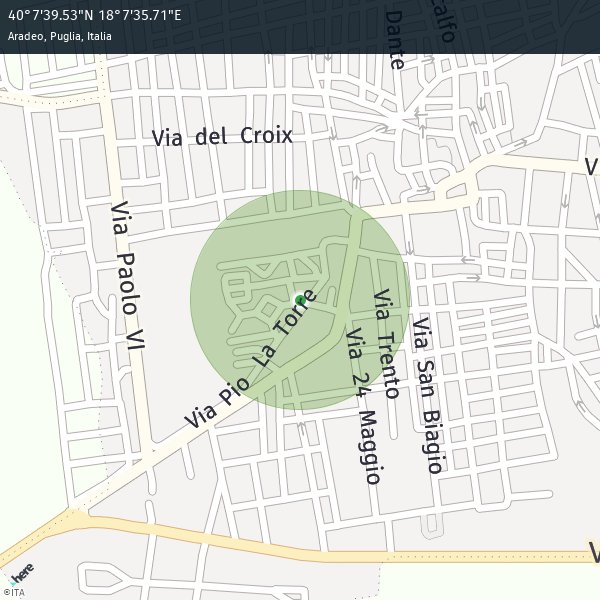 40°7'39.53"N 18°7'35.71"E
Aradeo, Puglia, Italia
Dante
Via del Croix
V
Via Paolo VI
Via Pio La Torre
Via Trento
Via San Biagio
Via 24 Maggio
V
here
©ITA